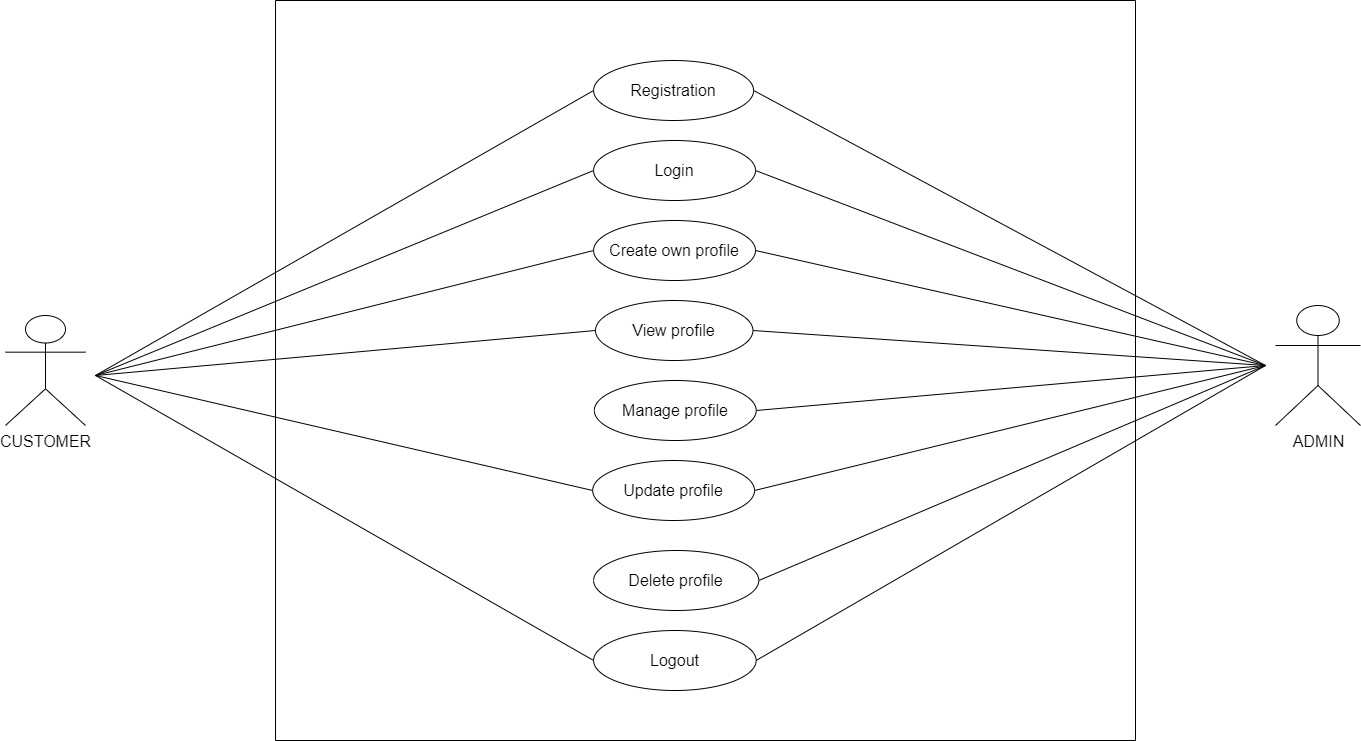 Registration
Login
Create own profile
View profile
Manage profile
Update profile
Delete profile
Logout
CUSTOMER
ADMIN